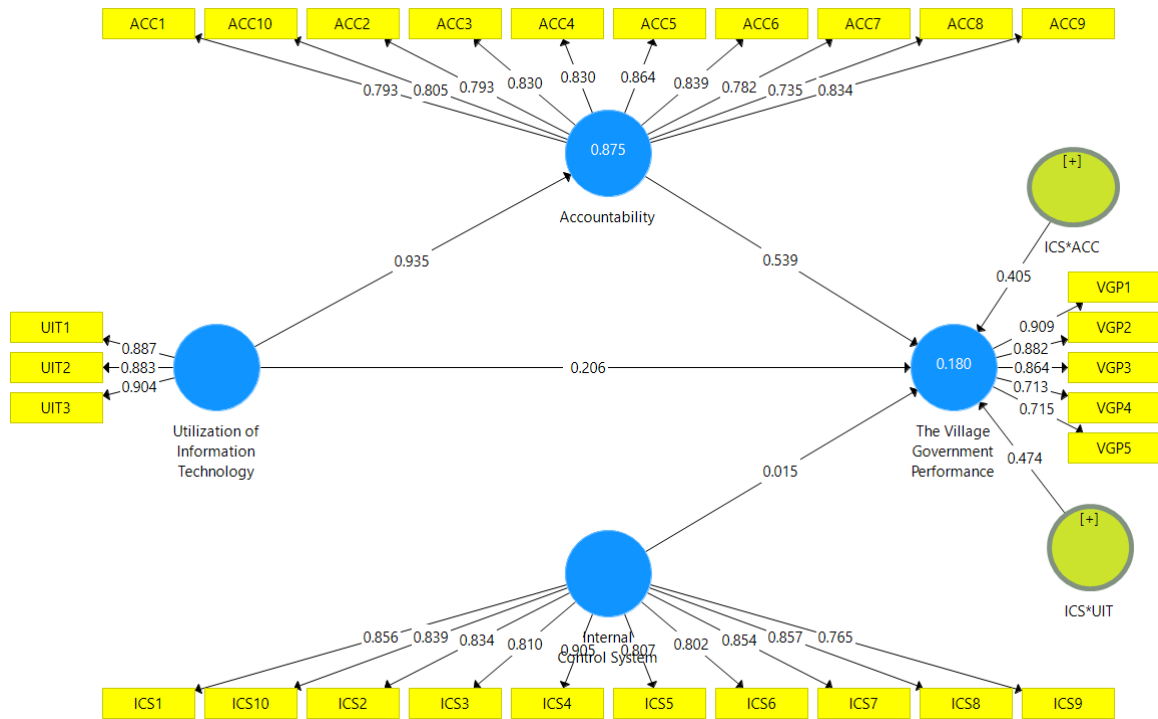 ACC1 ACC10 ACC2 ACC3 ACC4 ACC5 ACC6 ACC7 ACC8 ACC9
0.793 0.805 0.793 0.830 0.830 0.864 0.839 0.782 0.735 0.834
0.875
Accountability
[+]
ICS*ACC
0.935
0.539
0.405
UIT1
UIT2
UIT3
0.887
0.883
0.904
Utilization of
Information
Technology
0.206
0.180
The Village
Government
Performance
0.909
0.882
0.864
0.713
0.715
VGP1
VGP2
VGP3
VGP4
VGP5
0.474
0.015
[+]
ICS*UIT
Internal
Control System
0.856 0.839 0.834 0.810 0.905 0.807 0.802 0.854 0.857 0.765
ICS1 ICS10 ICS2 ICS3 ICS4 ICS5 ICS6 ICS7 ICS8 ICS9